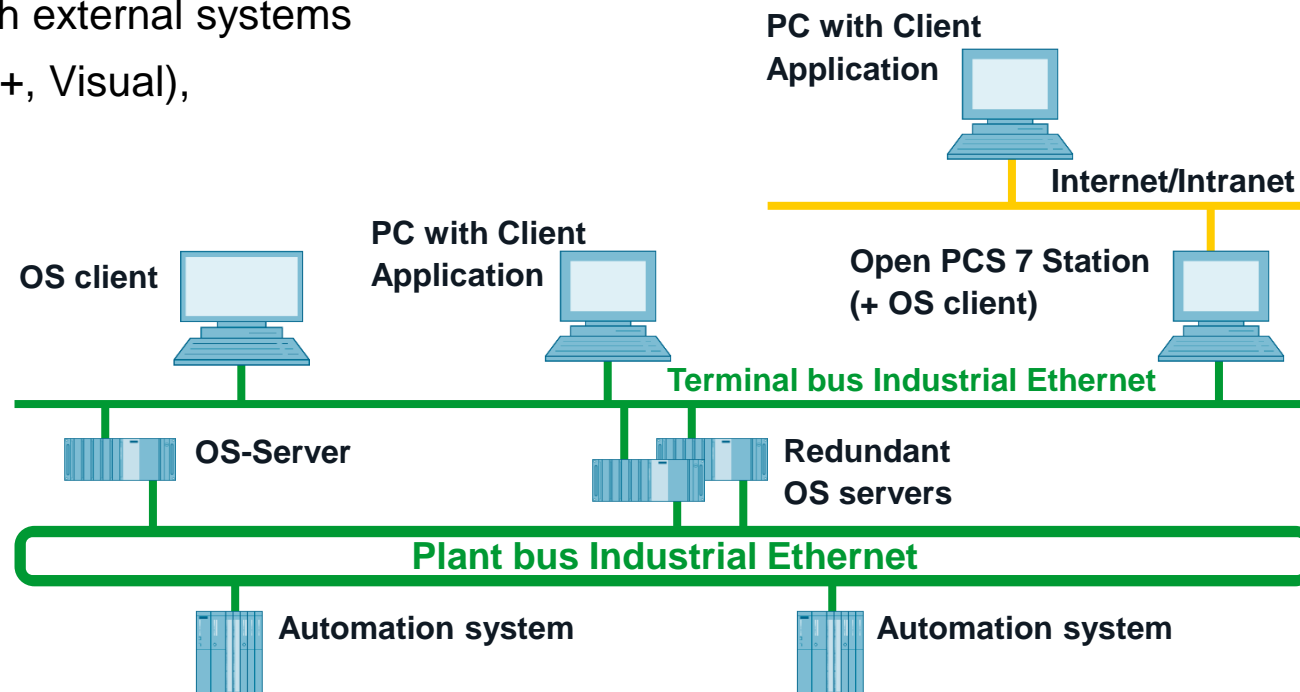 h external systems
+, Visual),
PC with Client
Application
Internet/Intranet
PC with Client
Application
OS client
Open PCS 7 Station
(+ OS client)
Terminal bus Industrial Ethernet
OS-Server
Redundant
OS servers
Plant bus Industrial Ethernet
Automation system
Automation system